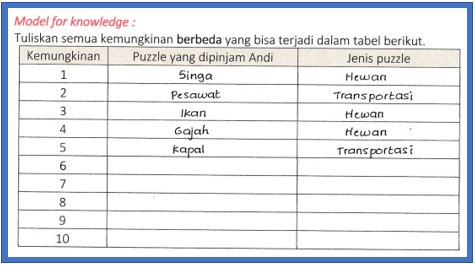 Model for knowledge :
Tuliskan semua kemungkinan berbeda yang bisa terjadi dalam tabel berikut.
Kemungkinan Puzzle yang dipinjam Andi Jenis puzzle
1 Singa Hewan
2 Pesawat Transportasi
3 Ikan Hewan
4 Gajah Hewan
5 Kapal Transportasi
6
7
8
9
10